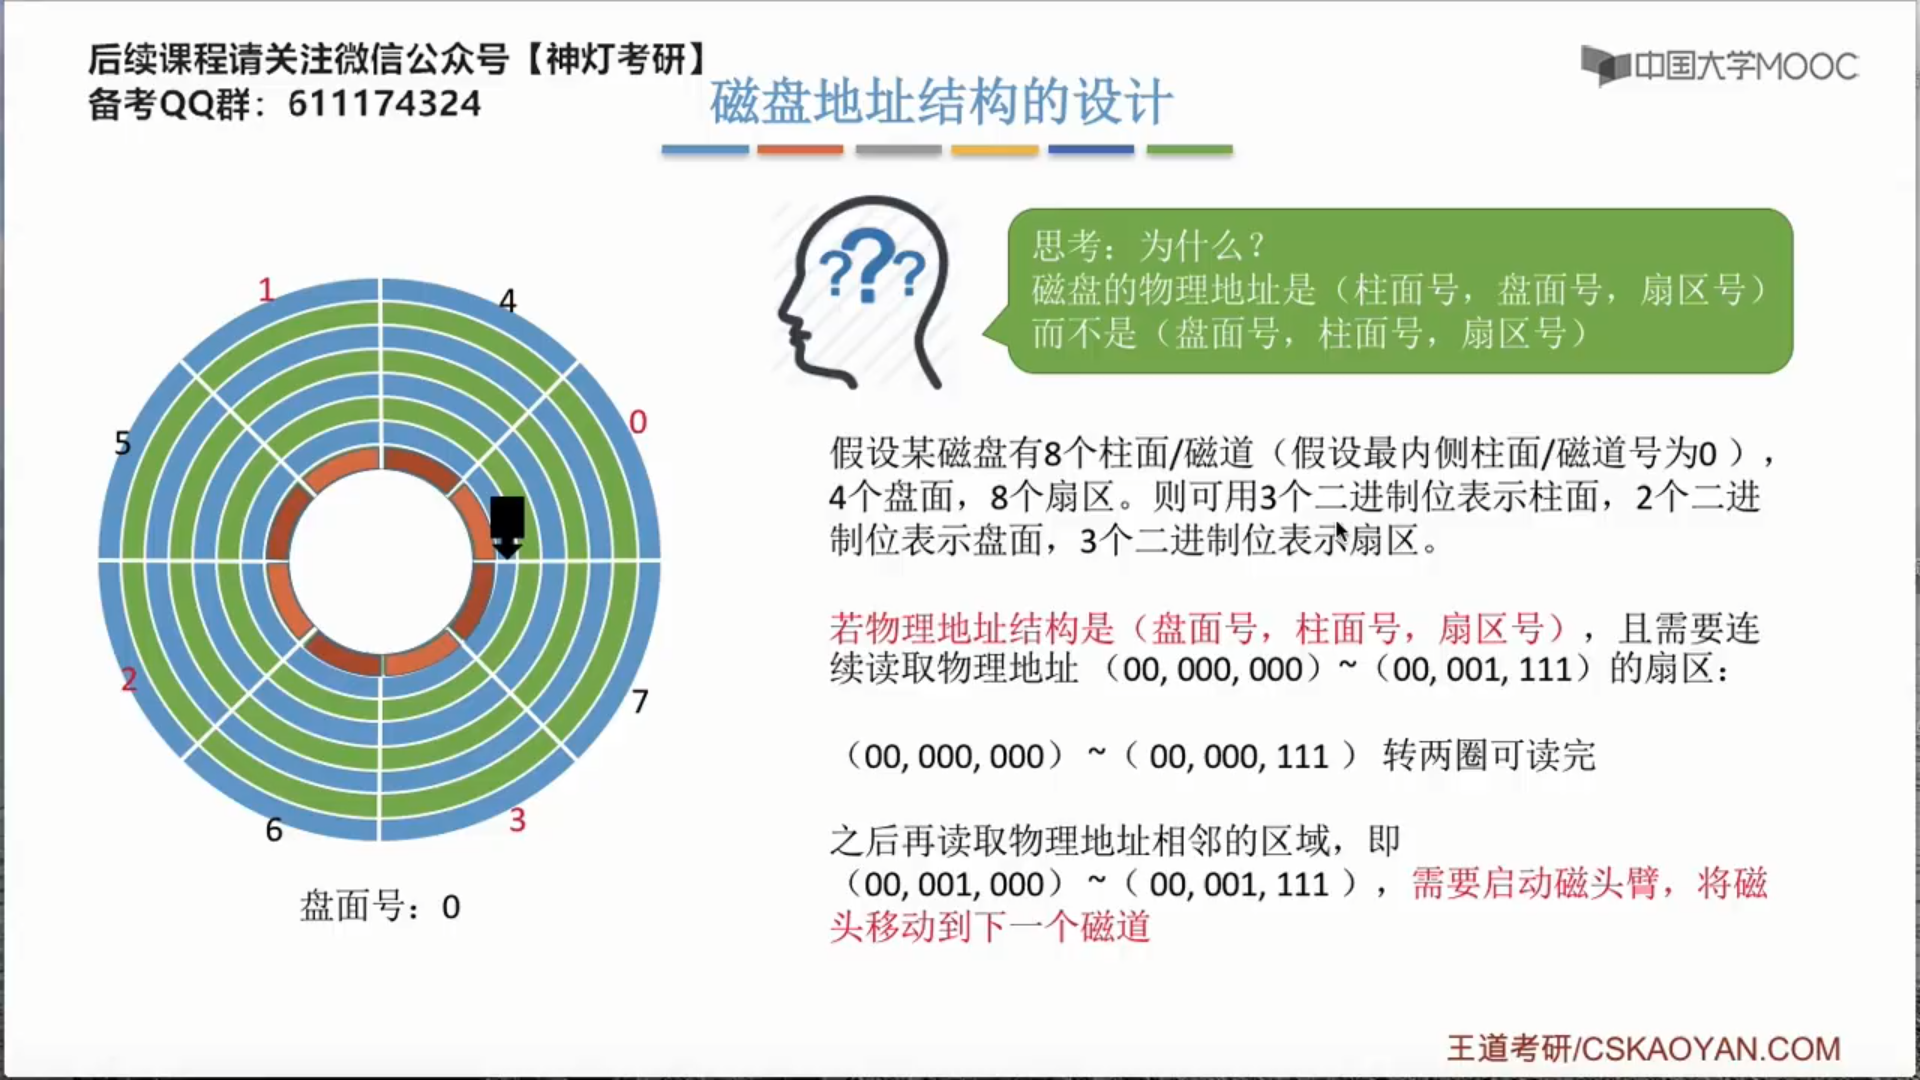 后续课程请关注微信公众号【神灯考研】
备考QQ群：611174324
磁盘地址结构的设计
中国大学MOOC
???
思考：为什么？
磁盘的物理地址是（柱面号，盘面号，扇区号）
而不是（盘面号，柱面号，扇区号）
1
4
0
5
2
7
6
3
盘面号：0
假设某磁盘有8个柱面/磁道（假设最内侧柱面/磁道号为0 ），
4个盘面，8个扇区。则可用3个二进制位表示柱面，2个二进
制位表示盘面，3个二进制位表示扇区。
若物理地址结构是（盘面号，柱面号，扇区号），且需要连
续读取物理地址 （00, 000, 000）~（00, 001, 111）的扇区：
（00, 000, 000） ~（ 00, 000, 111 ） 转两圈可读完
之后再读取物理地址相邻的区域，即
（00, 001, 000） ~（ 00, 001, 111 ），需要启动磁头臂，将磁
头移动到下一个磁道
王道考研/CSKAOYAN.COM